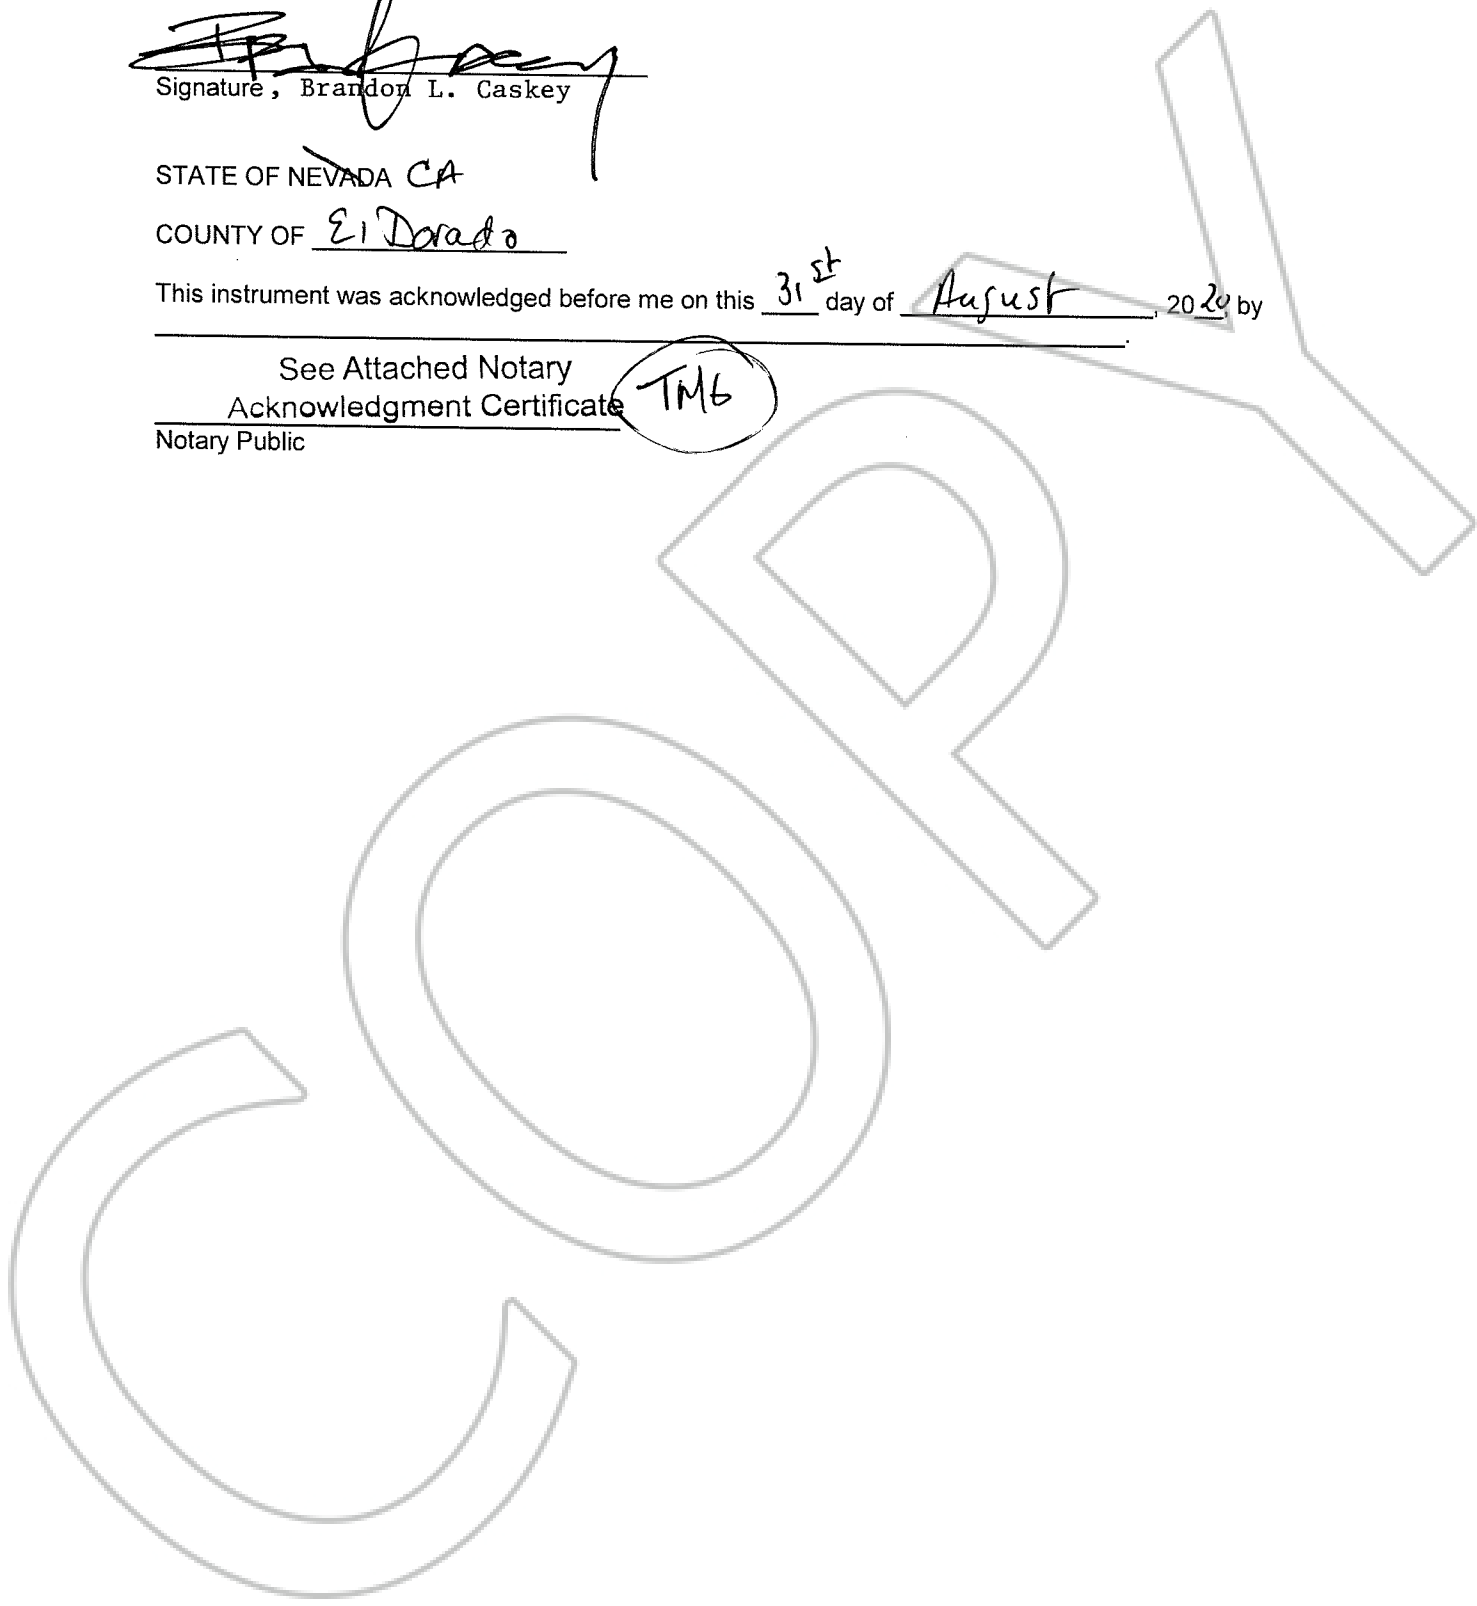 Signature, Brandon L. Caskey
STATE OF NEVADA CA
COUNTY OF El Dorado
This instrument was acknowledged before me on this 31st day of August, 2020 by
See Attached Notary
Acknowledgment Certificate TMG
Notary Public
COPY